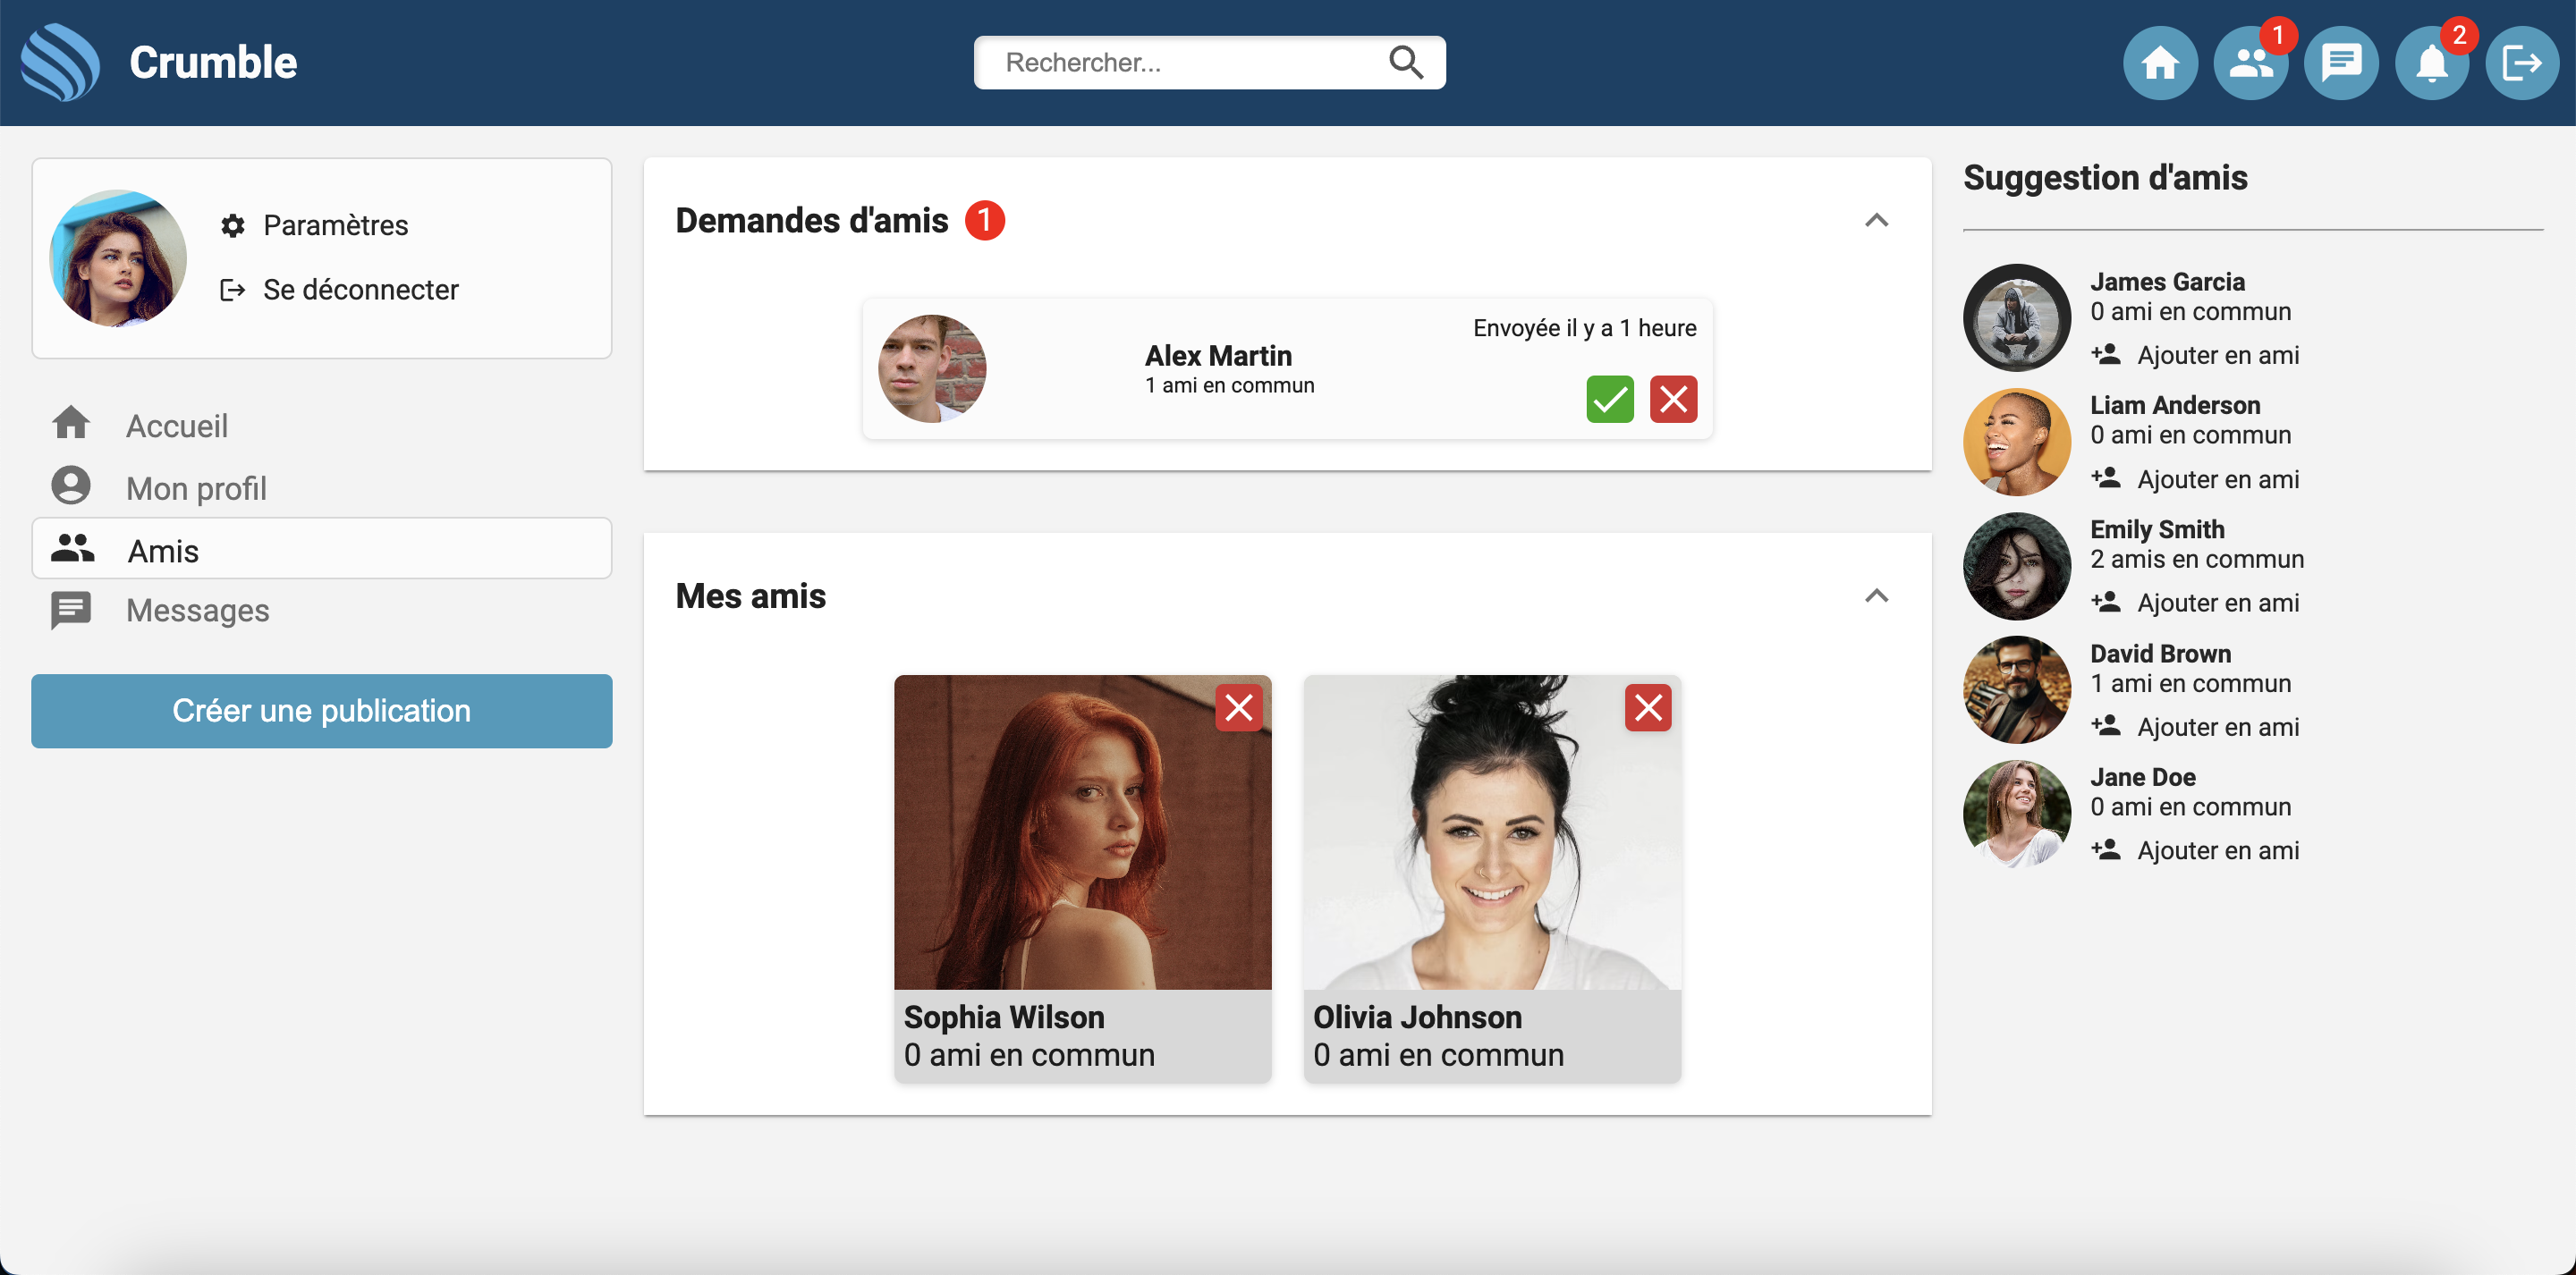 Crumble
Rechercher...
1
2
Paramètres
Se déconnecter
Accueil
Mon profil
Amis
Messages
Créer une publication
Demandes d'amis 1
Envoyée il y a 1 heure
Alex Martin
1 ami en commun
Mes amis
Sophia Wilson
0 ami en commun
Olivia Johnson
0 ami en commun
Suggestion d'amis
James Garcia
0 ami en commun
Ajouter en ami
Liam Anderson
0 ami en commun
Ajouter en ami
Emily Smith
2 amis en commun
Ajouter en ami
David Brown
1 ami en commun
Ajouter en ami
Jane Doe
0 ami en commun
Ajouter en ami